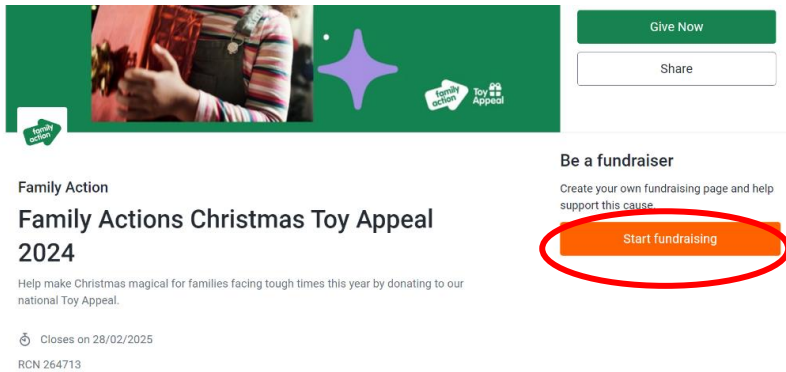 Give Now
Share
family
action
Toy
Appeal
family
action
Be a fundraiser
Create your own fundraising page and help
support this cause.
Start fundraising
Family Action
Family Actions Christmas Toy Appeal
2024
Help make Christmas magical for families facing tough times this year by donating to our
national Toy Appeal.
Closes on 28/02/2025
RCN 264713